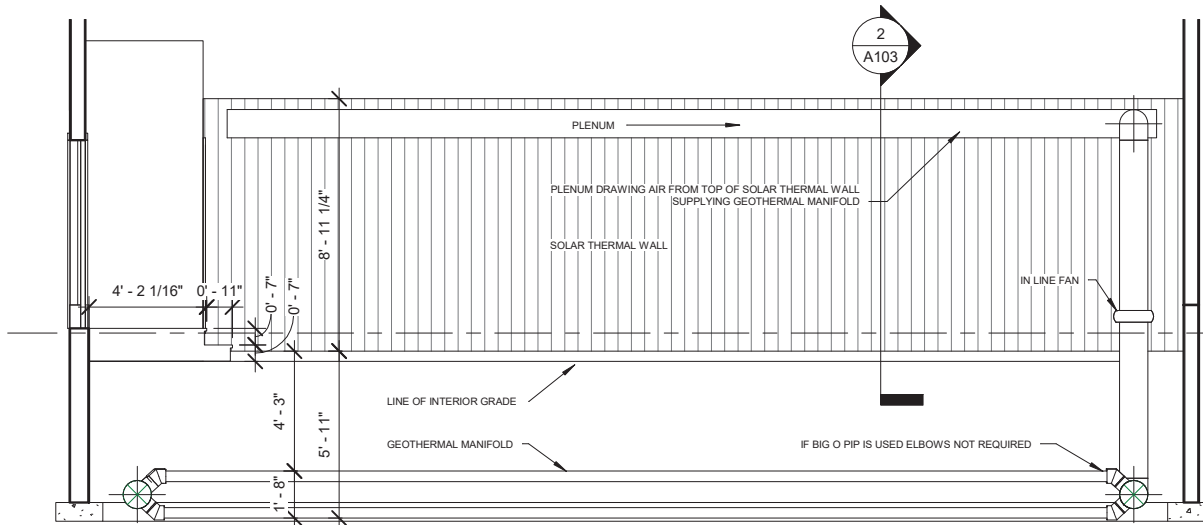 2
A103
PLENUM
PLENUM DRAWING AIR FROM TOP OF SOLAR THERMAL WALL
SUPPLYING GEOTHERMAL MANIFOLD
8' - 11 1/4"
SOLAR THERMAL WALL
IN LINE FAN
4' - 2 1/16"
0' - 11"
0' - 7"
0' - 7"
LINE OF INTERIOR GRADE
4' - 3"
5' - 11"
GEOTHERMAL MANIFOLD
IF BIG O PIP IS USED ELBOWS NOT REQUIRED
1' - 8"